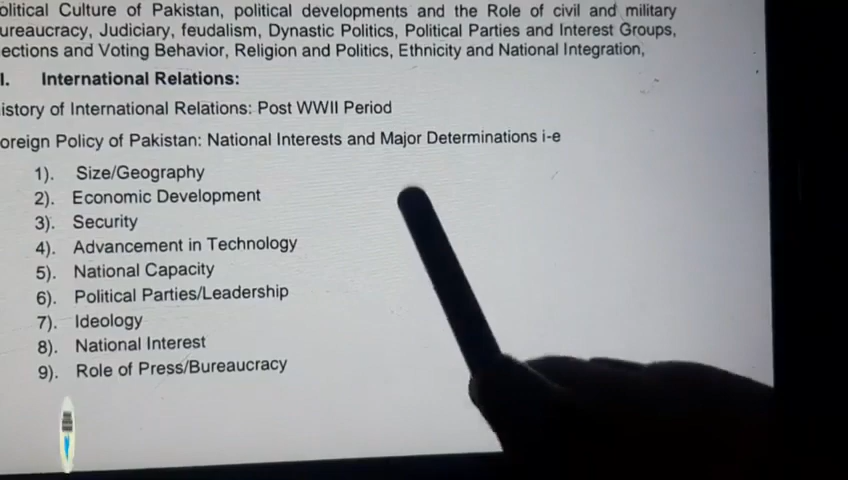 olitical Culture of Pakistan, political developments and the Role of civil and military
ureaucracy, Judiciary, feudalism, Dynastic Politics, Political Parties and Interest Groups,
ections and Voting Behavior, Religion and Politics, Ethnicity and National Integration,
I. International Relations:
istory of International Relations: Post WWII Period
oreign Policy of Pakistan: National Interests and Major Determinations i-e
1). Size/Geography
2). Economic Development
3). Security
4). Advancement in Technology
5). National Capacity
6). Political Parties/Leadership
7). Ideology
8). National Interest
9). Role of Press/Bureaucracy